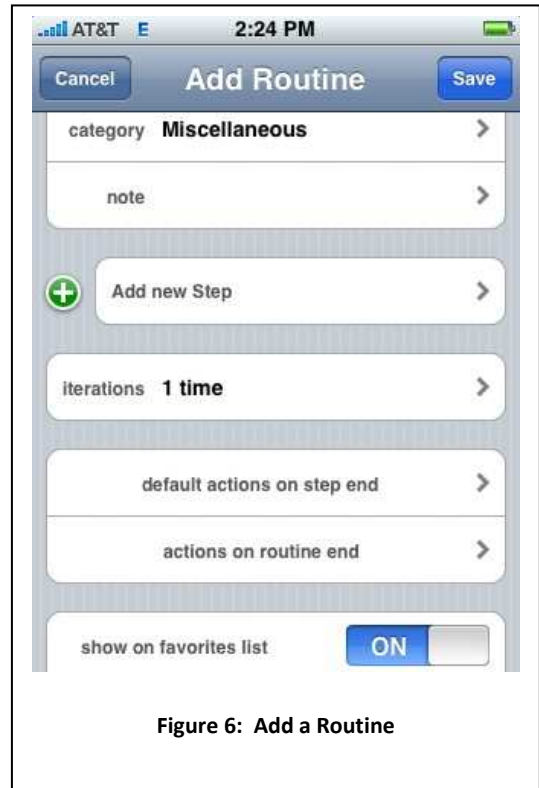 AT&T E 2:24 PM
Cancel Add Routine Save
category Miscellaneous
note
Add new Step
iterations 1 time
default actions on step end
actions on routine end
show on favorites list ON
Figure 6: Add a Routine